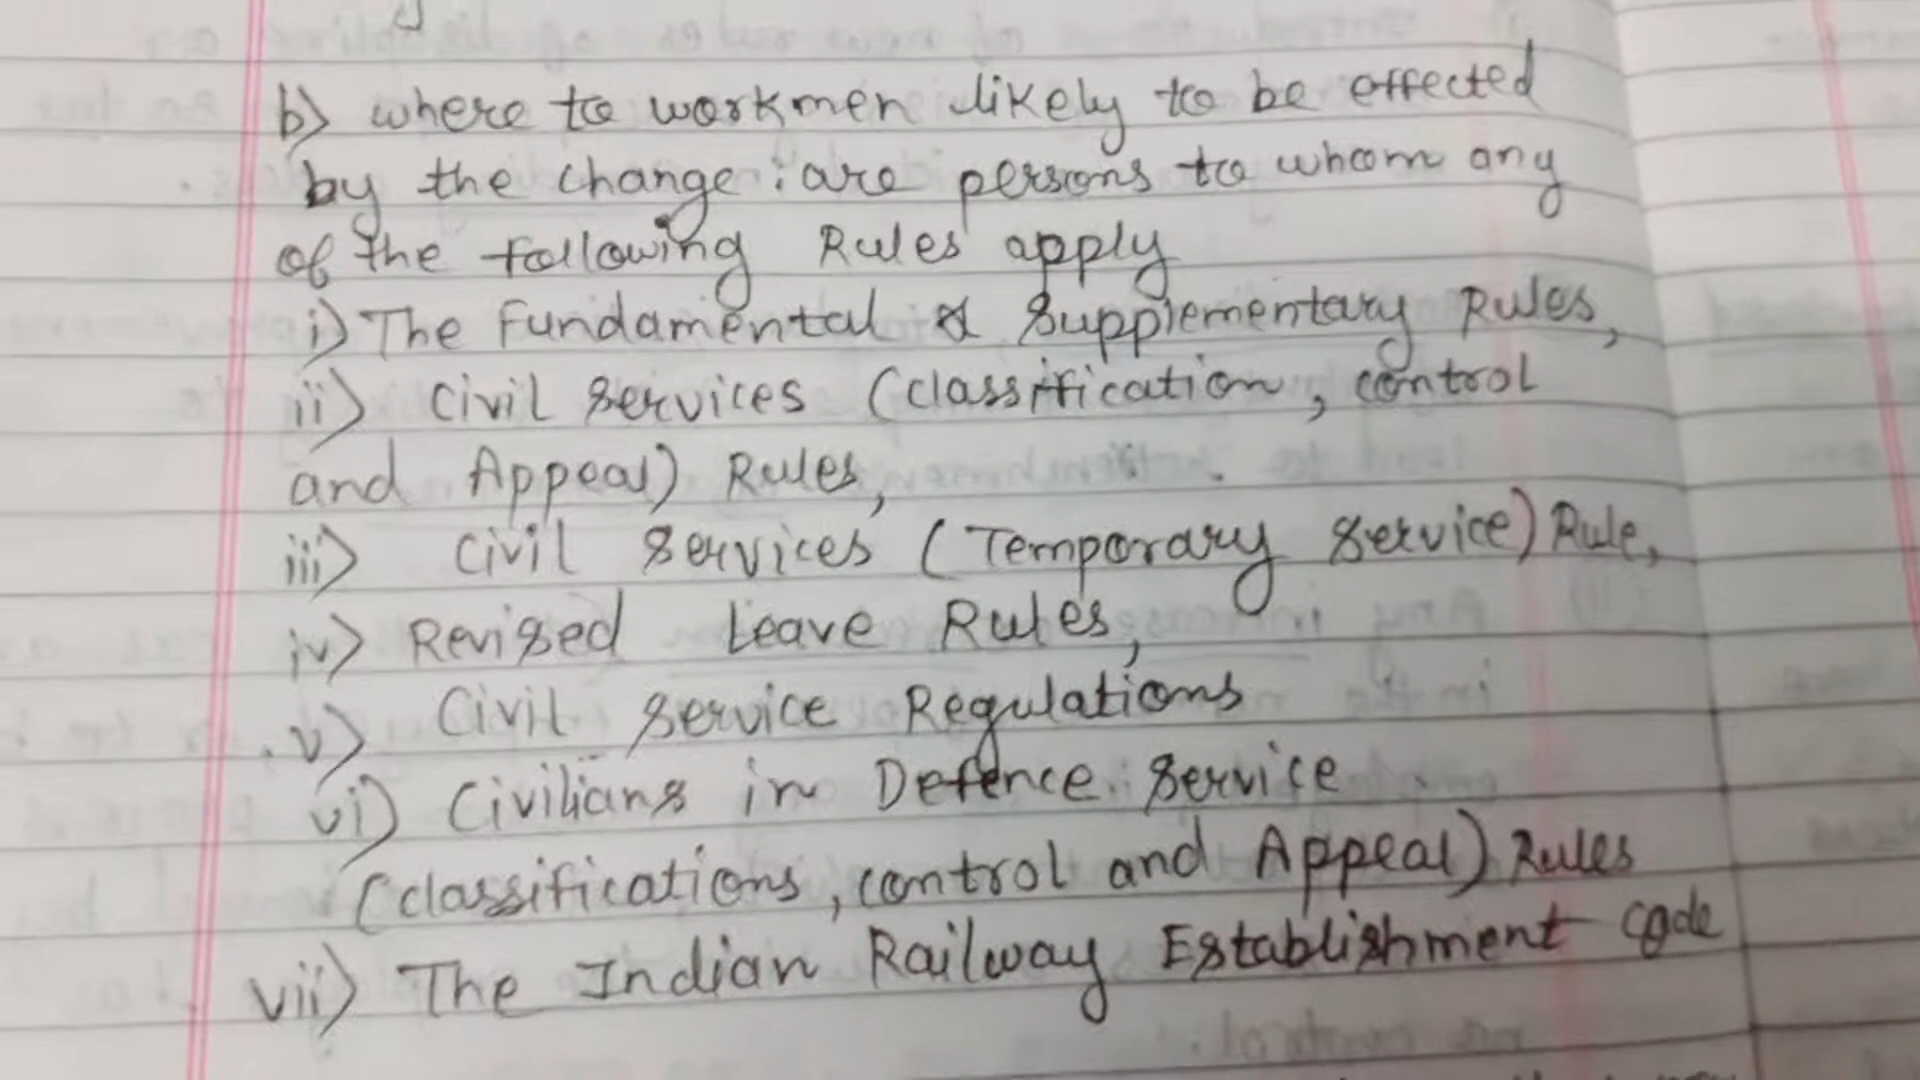 b) where to workmen likely to be effected
by the change: are persons to whom any
of the following Rules apply
i) The Fundamental & Supplementary Rules,
ii) Civil Services (classification, control
and Appeal) Rules,
iii) Civil Services (Temporary Service) Rule,
iv) Revised Leave Rules,
v) Civil Service Regulations
vi) Civilians in Defence Service
(classifications, control and Appeal) Rules
vii) The Indian Railway Establishment code